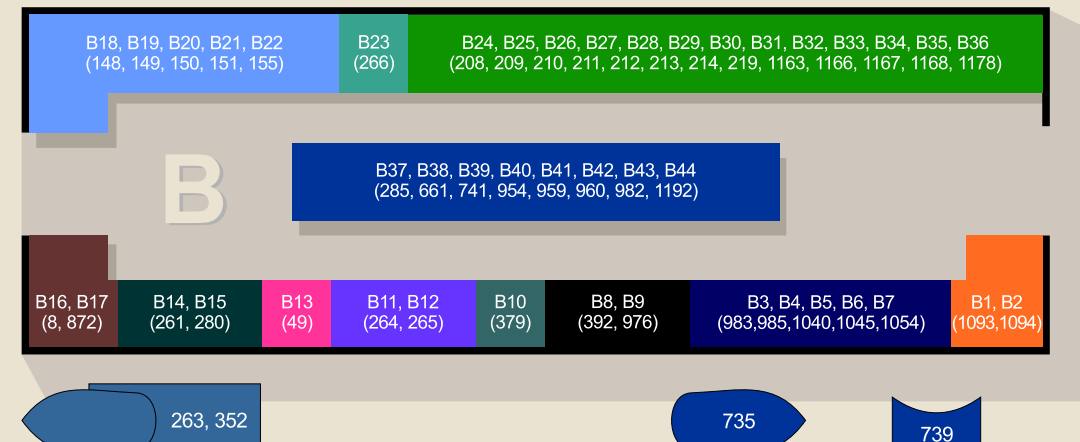 B18, B19, B20, B21, B22
(148, 149, 150, 151, 155)
B23
(266)
B24, B25, B26, B27, B28, B29, B30, B31, B32, B33, B34, B35, B36
(208, 209, 210, 211, 212, 213, 214, 219, 1163, 1166, 1167, 1168, 1178)
B
B37, B38, B39, B40, B41, B42, B43, B44
(285, 661, 741, 954, 959, 960, 982, 1192)
B16, B17
(8, 872)
B14, B15
(261, 280)
B13
(49)
B11, B12
(264, 265)
B10
(379)
B8, B9
(392, 976)
B3, B4, B5, B6, B7
(983,985,1040,1045,1054)
B1, B2
(1093,1094)
263, 352
735
739